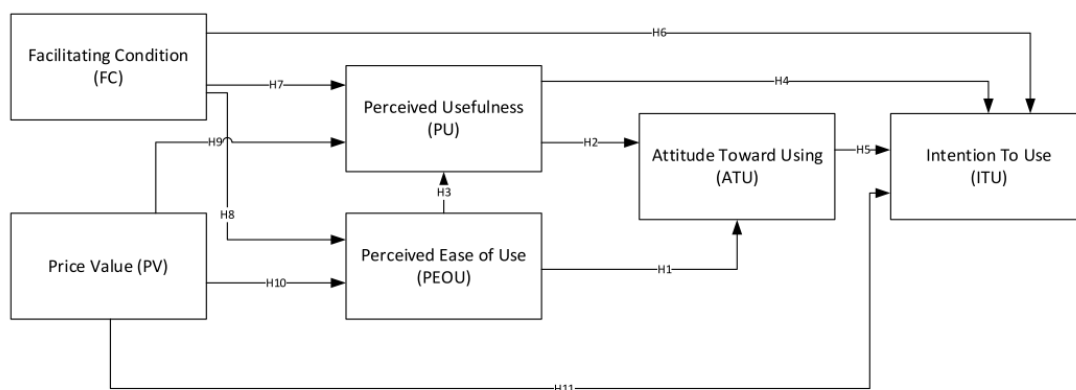 H6
Facilitating Condition
(FC)
H7
H4
Perceived Usefulness
(PU)
H9
H2
Attitude Toward Using
(ATU)
H5
Intention To Use
(ITU)
H3
H8
Price Value (PV)
Perceived Ease of Use
(PEOU)
H10
H1
H11